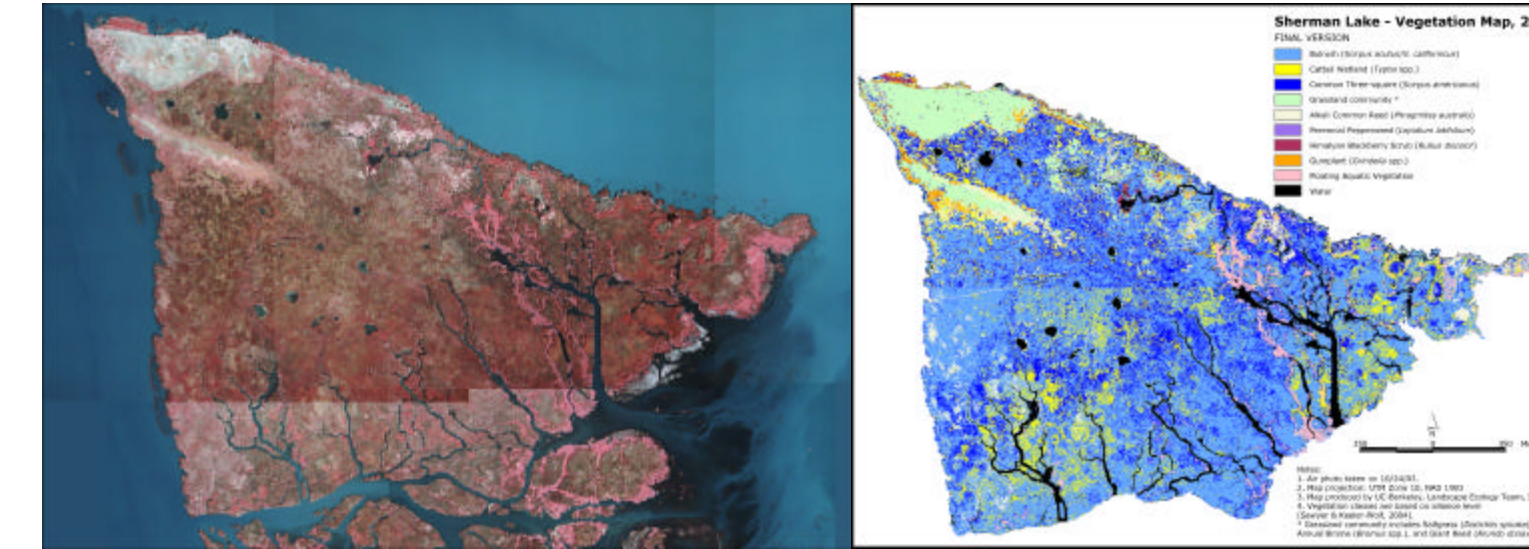 Sherman Lake - Vegetation Map, 2
FINAL VERSION
Bulrush (Scirpus acutus/S. californicus)
Cattail Wetland (Typha spp.)
Common Three-square (Scirpus americanus)
Grassland community *
Alkali Common Reed (Phragmites australis)
Perennial Pepperweed (Lepidium latifolium)
Himalayan Blackberry Scrub (Rubus discolor)
Gumplant (Grindelia spp.)
Floating Aquatic Vegetation
Water
N
0
Notes:
1. Air photo taken on 10/24/03.
2. Map projection: UTM Zone 10, NAD 1983
3. Map produced by UC Berkeley, Landscape Ecology Team,
4. Vegetation classes are based on alliance level
(Sawyer & Keeler-Wolf, 2004).
* Grassland community includes Saltgrass (Distichlis spicata)
Annual Brome (Bromus spp.), and Giant Reed (Arundo